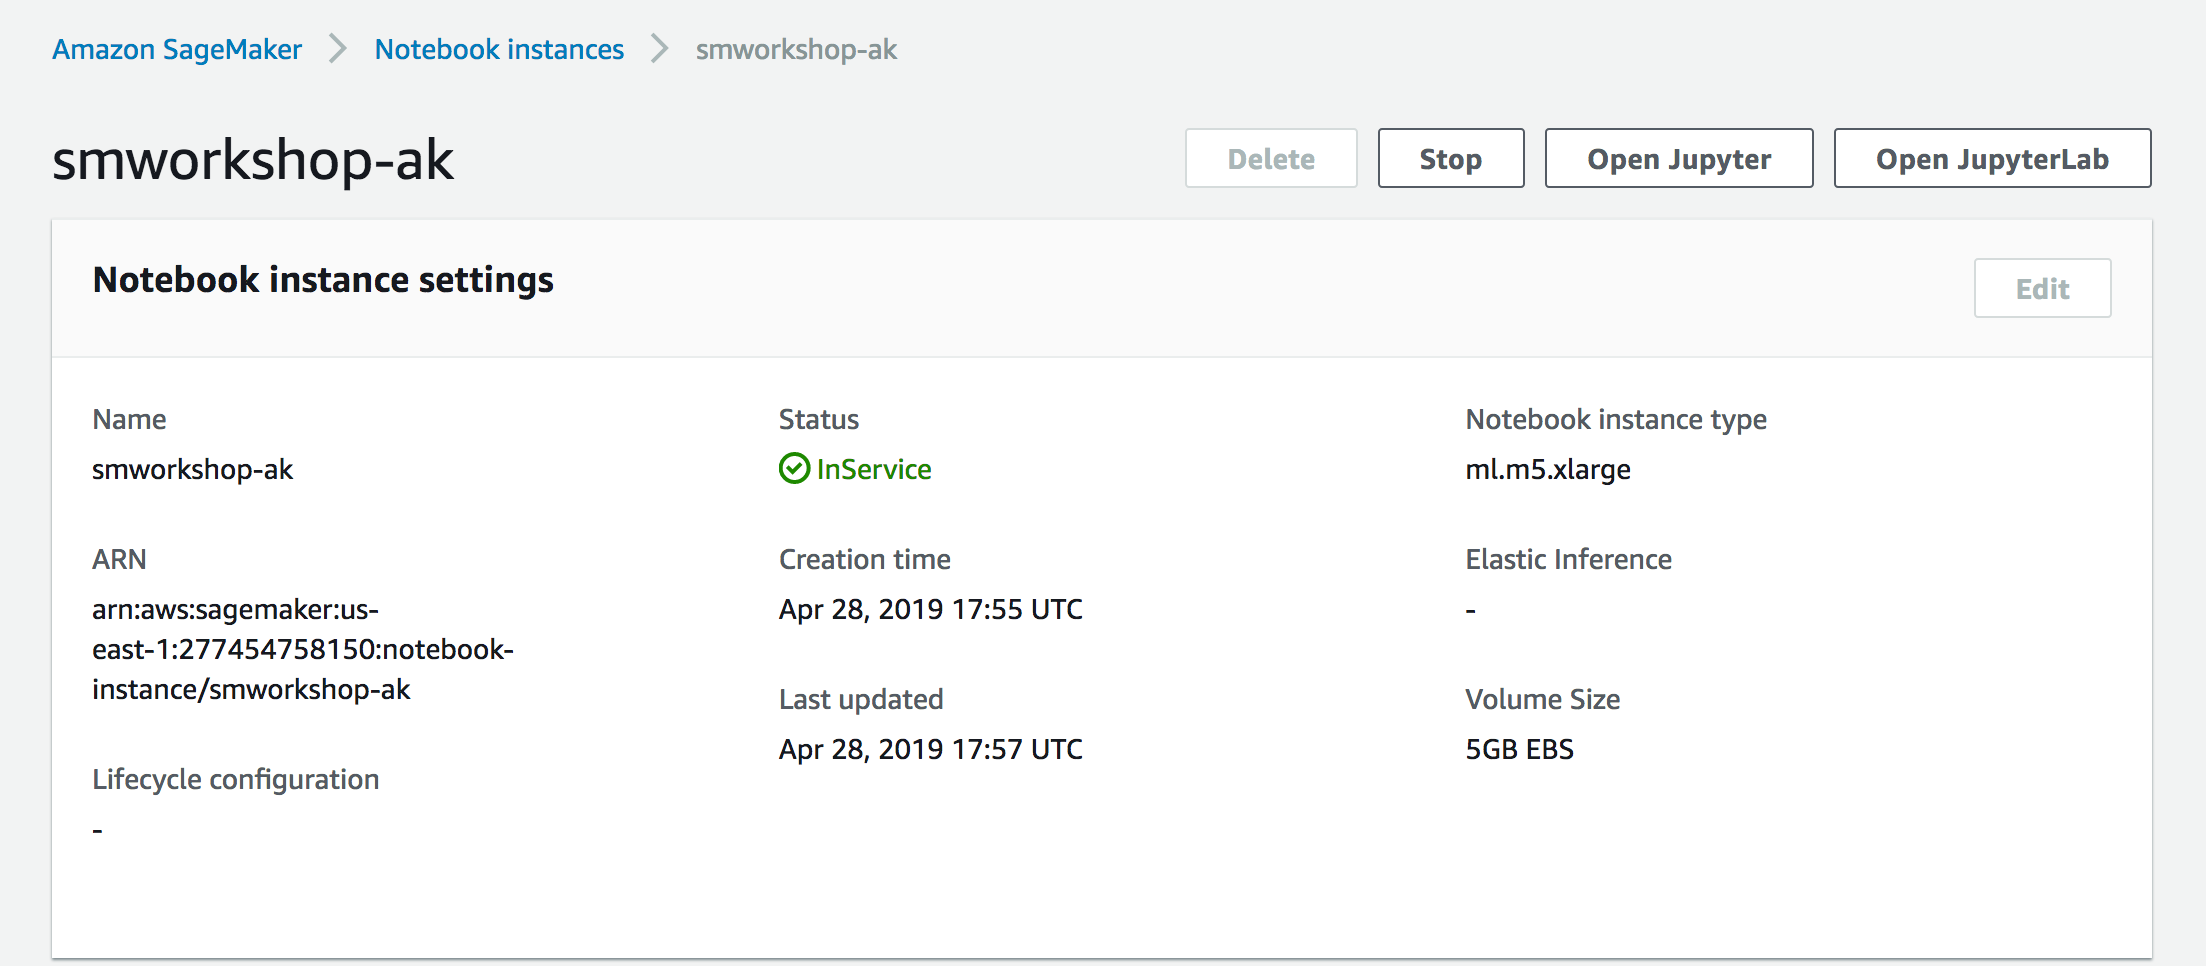 Amazon SageMaker > Notebook instances > smworkshop-ak
smworkshop-ak
Delete Stop Open Jupyter Open JupyterLab
Notebook instance settings
Edit
Name
smworkshop-ak
ARN
arn:aws:sagemaker:us-
east-1:277454758150:notebook-
instance/smworkshop-ak
Lifecycle configuration
-
Status
InService
Creation time
Apr 28, 2019 17:55 UTC
Last updated
Apr 28, 2019 17:57 UTC
Notebook instance type
ml.m5.xlarge
Elastic Inference
-
Volume Size
5GB EBS